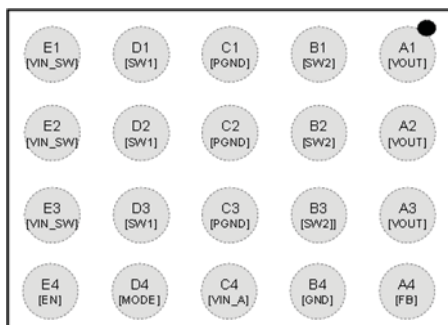 E1 D1 C1 B1 A1
[VIN_SW] [SW1] [PGND] [SW2] [VOUT]
E2 D2 C2 B2 A2
[VIN_SW] [SW1] [PGND] [SW2] [VOUT]
E3 D3 C3 B3 A3
[VIN_SW] [SW1] [PGND] [SW2]] [VOUT]
E4 D4 C4 B4 A4
[EN] [MODE] [VIN_A] [GND] [FB]